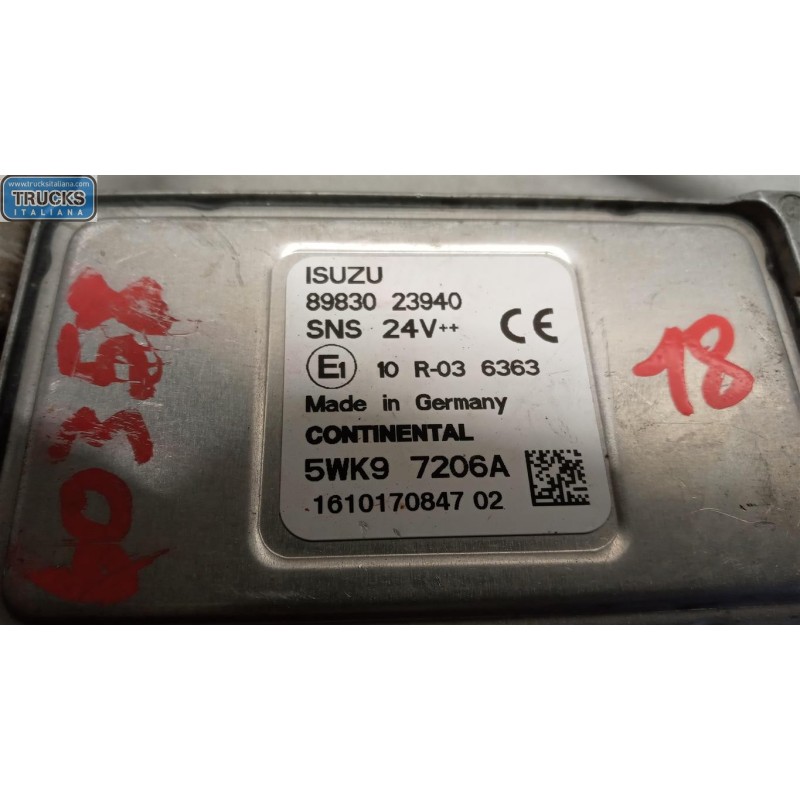 www.trucksitaliana.com
TRUCKS
ITALIANA
ISUZU
89830 23940
SNS 24V++
CE
E1 10 R-03 6363
Made in Germany
CONTINENTAL
5WK9 7206A
1610170847 02
18